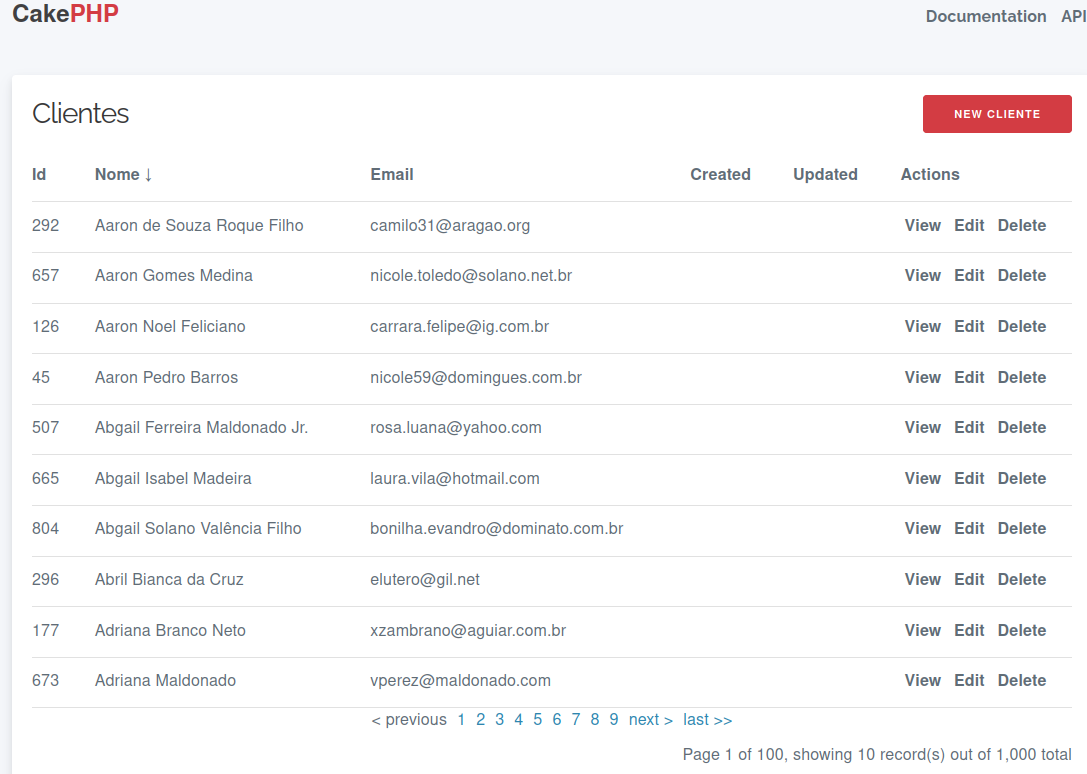 CakePHP Documentation API
Clientes NEW CLIENTE
Id Nome ↓ Email Created Updated Actions
292 Aaron de Souza Roque Filho camilo31@aragao.org View Edit Delete
657 Aaron Gomes Medina nicole.toledo@solano.net.br View Edit Delete
126 Aaron Noel Feliciano carrara.felipe@ig.com.br View Edit Delete
45 Aaron Pedro Barros nicole59@domingues.com.br View Edit Delete
507 Abgail Ferreira Maldonado Jr. rosa.luana@yahoo.com View Edit Delete
665 Abgail Isabel Madeira laura.vila@hotmail.com View Edit Delete
804 Abgail Solano Valência Filho bonilha.evandro@dominato.com.br View Edit Delete
296 Abril Bianca da Cruz elutero@gil.net View Edit Delete
177 Adriana Branco Neto xzambrano@aguiar.com.br View Edit Delete
673 Adriana Maldonado vperez@maldonado.com View Edit Delete
< previous 1 2 3 4 5 6 7 8 9 next > last >>
Page 1 of 100, showing 10 record(s) out of 1,000 total